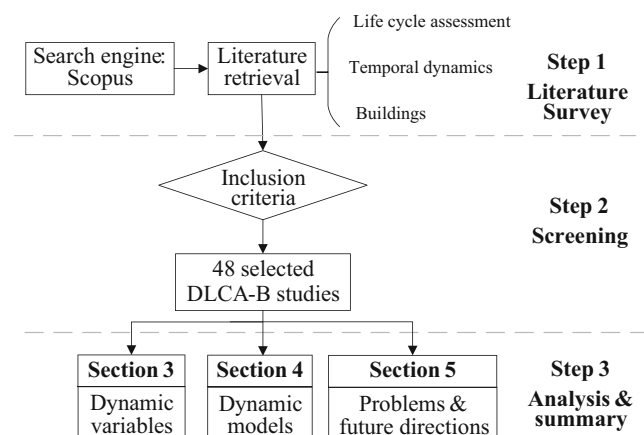 Search engine:
Scopus
Literature
retrieval
Life cycle assessment
Temporal dynamics
Buildings
Step 1
Literature
Survey
Inclusion
criteria
48 selected
DLCA-B studies
Step 2
Screening
Section 3
Dynamic
variables
Section 4
Dynamic
models
Section 5
Problems &
future directions
Step 3
Analysis &
summary